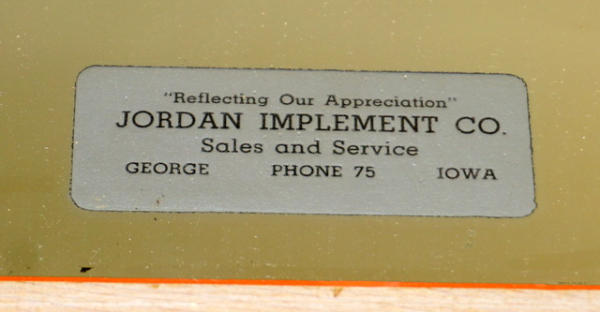 "Reflecting Our Appreciation"
JORDAN IMPLEMENT CO.
Sales and Service
GEORGE PHONE 75 IOWA